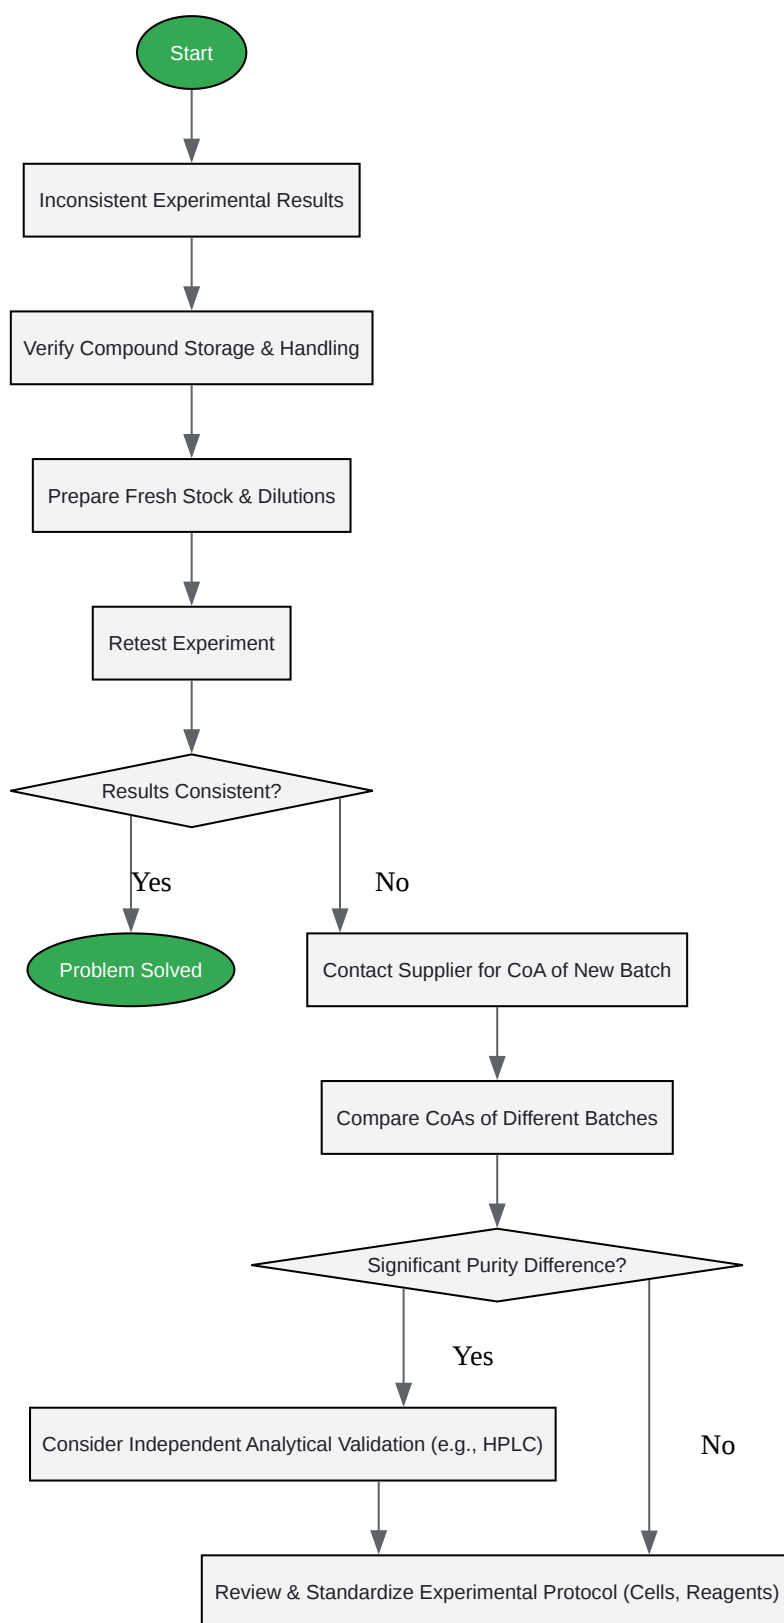 Start
Inconsistent Experimental Results
Verify Compound Storage & Handling
Prepare Fresh Stock & Dilutions
Retest Experiment
Results Consistent?
Yes
No
Problem Solved
Contact Supplier for CoA of New Batch
Compare CoAs of Different Batches
Significant Purity Difference?
Yes
Consider Independent Analytical Validation (e.g., HPLC)
No
Review & Standardize Experimental Protocol (Cells, Reagents)